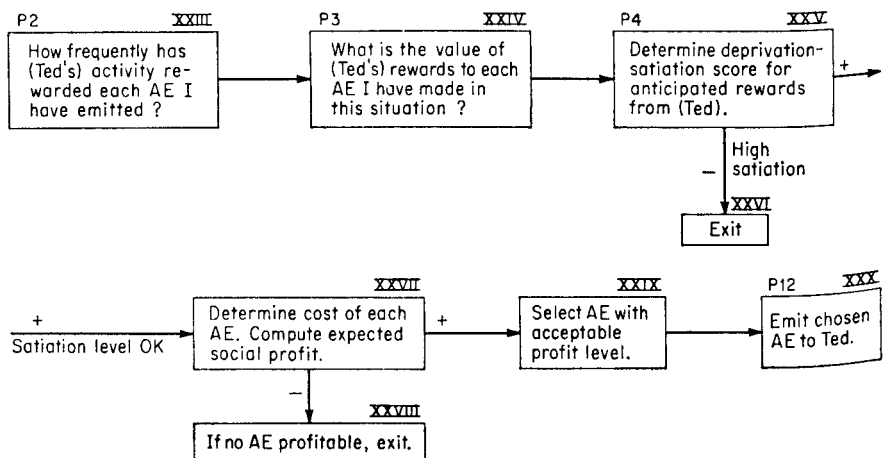 P2 XXIII
How frequently has
(Ted's) activity re-
warded each AE I
have emitted ?
P3 XXIV
What is the value of
(Ted's) rewards to each
AE I have made in
this situation ?
P4 XXV
Determine deprivation-
satiation score for
anticipated rewards
from (Ted).
+
−
High
satiation
XXVI
Exit
+
Satiation level OK
XXVII
Determine cost of each
AE. Compute expected
social profit.
+
−
XXVIII
If no AE profitable, exit.
XXIX
Select AE with
acceptable
profit level.
P12 XXX
Emit chosen
AE to Ted.